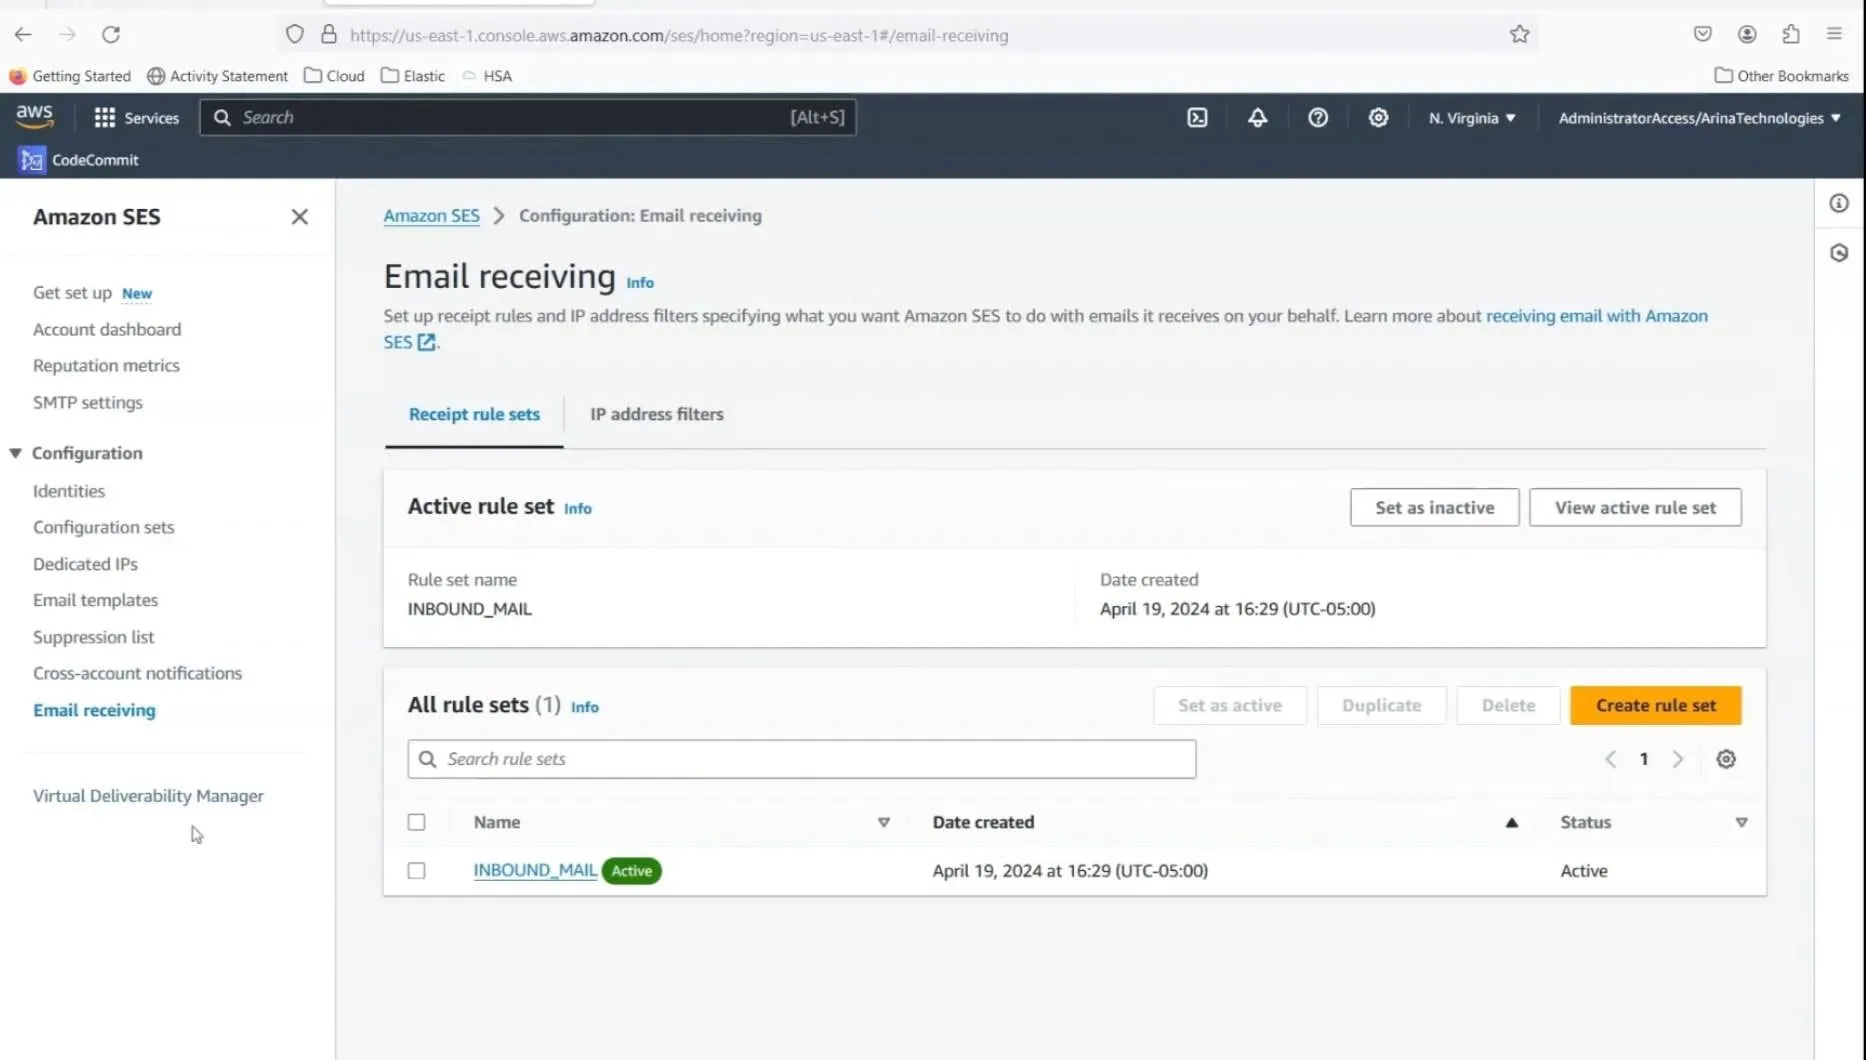 https://us-east-1.console.aws.amazon.com/ses/home?region=us-east-1#/email-receiving
Getting Started Activity Statement Cloud Elastic HSA Other Bookmarks
aws Services Search [Alt+S] N. Virginia ▼ AdministratorAccess/ArinaTechnologies ▼
CodeCommit
Amazon SES
Get set up New
Account dashboard
Reputation metrics
SMTP settings
▼ Configuration
Identities
Configuration sets
Dedicated IPs
Email templates
Suppression list
Cross-account notifications
Email receiving
Virtual Deliverability Manager
Amazon SES > Configuration: Email receiving
Email receiving Info
Set up receipt rules and IP address filters specifying what you want Amazon SES to do with emails it receives on your behalf. Learn more about receiving email with Amazon
SES.
Receipt rule sets IP address filters
Active rule set Info Set as inactive View active rule set
Rule set name Date created
INBOUND_MAIL April 19, 2024 at 16:29 (UTC-05:00)
All rule sets (1) Info Set as active Duplicate Delete Create rule set
Search rule sets < 1 >
Name Date created Status
INBOUND_MAIL Active April 19, 2024 at 16:29 (UTC-05:00) Active